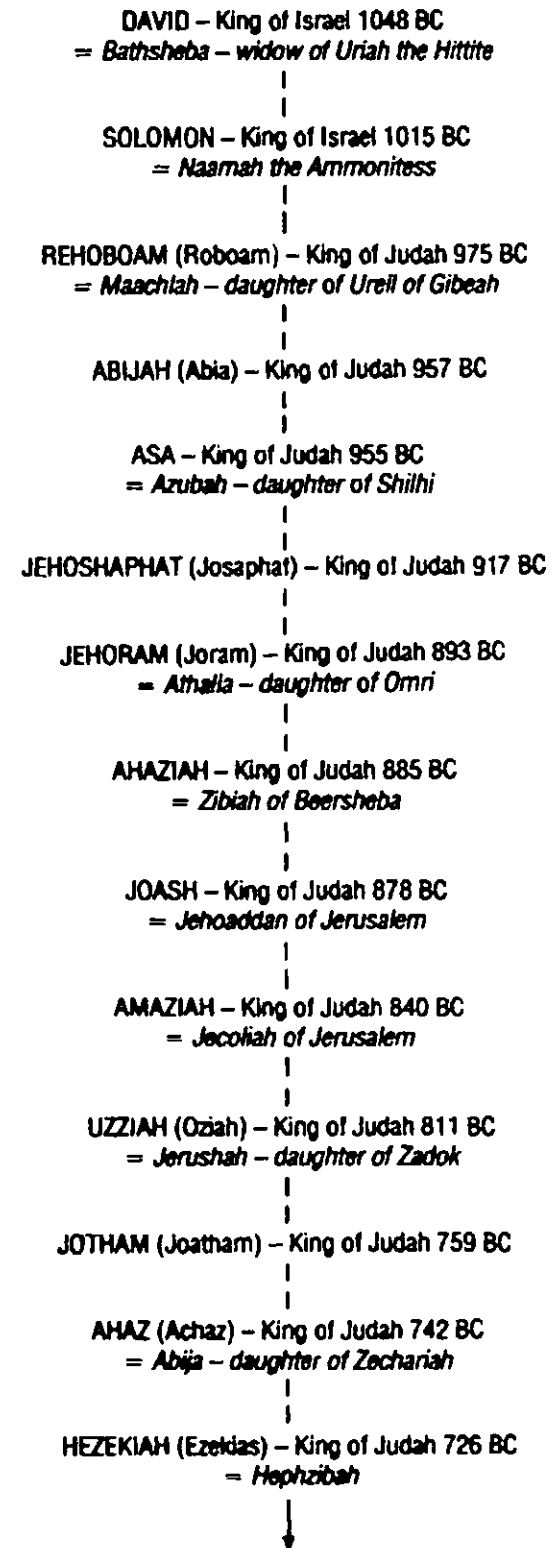 DAVID – King of Israel 1048 BC
= Bathsheba – widow of Uriah the Hittite
SOLOMON – King of Israel 1015 BC
= Naamah the Ammonitess
REHOBOAM (Roboam) – King of Judah 975 BC
= Maachiah – daughter of Ureil of Gibeah
ABIJAH (Abia) – King of Judah 957 BC
ASA – King of Judah 955 BC
= Azubah – daughter of Shilhi
JEHOSHAPHAT (Josaphat) – King of Judah 917 BC
JEHORAM (Joram) – King of Judah 893 BC
= Athalia – daughter of Omri
AHAZIAH – King of Judah 885 BC
= Zibiah of Beersheba
JOASH – King of Judah 878 BC
= Jehoaddan of Jerusalem
AMAZIAH – King of Judah 840 BC
= Jecoliah of Jerusalem
UZZIAH (Oziah) – King of Judah 811 BC
= Jerushah – daughter of Zadok
JOTHAM (Joatham) – King of Judah 759 BC
AHAZ (Achaz) – King of Judah 742 BC
= Abija – daughter of Zechariah
HEZEKIAH (Ezekias) – King of Judah 726 BC
= Hephzibah